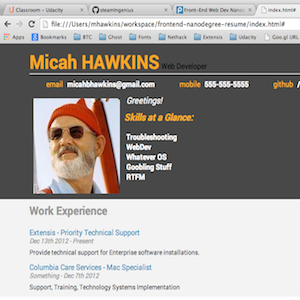 Classroom - Udacity
steamingenius
Front-End Web Dev Nano
index.html#
file:///Users/mhawkins/workspace/frontend-nanodegree-resume/index.html#
Bookmarks
BTC
Ghost
Fonts
Nethack
Embedly
Udacity
Goo.gl URL
Micah HAWKINS Web Developer
email micahbhawkins@gmail.com mobile 555-555-5555 github
Greetings!
Skills at a Glance:
Troubleshooting
WebDev
Whatever OS
Goobling Stuff
RTFM
Work Experience
Extensis - Priority Technical Support
Dec 13th 2012 - Present
Provide technical support for Enterprise software installations.
Columbia Care Services - Mac Specialist
Something - Dec 7th 2012
Support, Training, Technology Systems Implementation